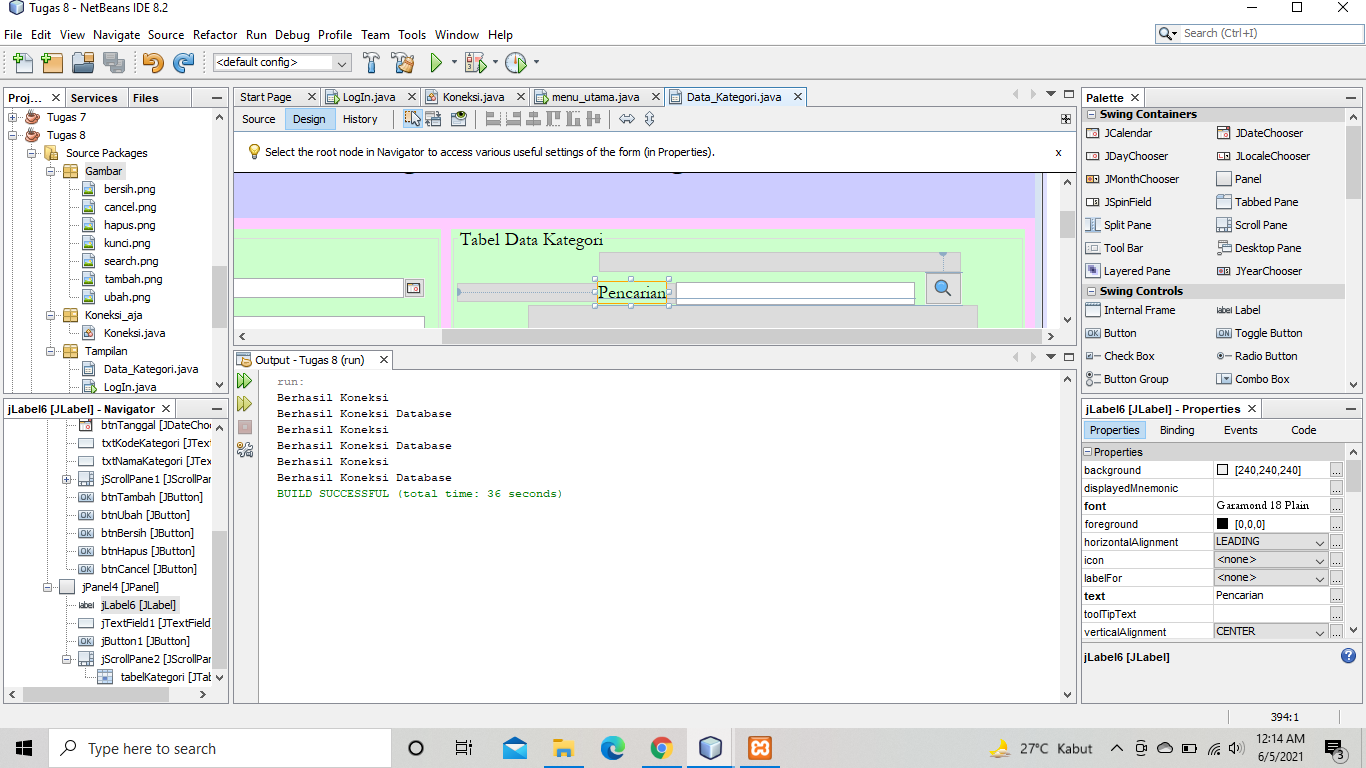 Tugas 8 - NetBeans IDE 8.2
File Edit View Navigate Source Refactor Run Debug Profile Team Tools Window Help
Search (Ctrl+I)
<default config>
Proj... Services Files
Tugas 7
Tugas 8
Source Packages
Gambar
bersih.png
cancel.png
hapus.png
kunci.png
search.png
tambah.png
ubah.png
Koneksi_aja
Koneksi.java
Tampilan
Data_Kategori.java
LogIn.java
jLabel6 [JLabel] - Navigator
btnTanggal [JDateChoo
txtKodeKategori [JText
txtNamaKategori [JTex
jScrollPane1 [JScrollPan
btnTambah [JButton]
btnUbah [JButton]
btnBersih [JButton]
btnHapus [JButton]
btnCancel [JButton]
jPanel4 [JPanel]
jLabel6 [JLabel]
jTextField1 [JTextField]
jButton1 [JButton]
jScrollPane2 [JScrollPan
tabelKategori [JTab
Start Page LogIn.java Koneksi.java menu_utama.java Data_Kategori.java
Source Design History
Select the root node in Navigator to access various useful settings of the form (in Properties). x
Tabel Data Kategori
Pencarian
Output - Tugas 8 (run)
run:
Berhasil Koneksi
Berhasil Koneksi Database
Berhasil Koneksi
Berhasil Koneksi Database
Berhasil Koneksi
Berhasil Koneksi Database
BUILD SUCCESSFUL (total time: 36 seconds)
Palette
Swing Containers
JCalendar JDateChooser
JDayChooser JLocaleChooser
JMonthChooser Panel
JSpinField Tabbed Pane
Split Pane Scroll Pane
Tool Bar Desktop Pane
Layered Pane JYearChooser
Swing Controls
Internal Frame Label
Button Toggle Button
Check Box Radio Button
Button Group Combo Box
jLabel6 [JLabel] - Properties
Properties Binding Events Code
Properties
background [240,240,240] ...
displayedMnemonic ...
font Garamond 18 Plain ...
foreground [0,0,0] ...
horizontalAlignment LEADING ...
icon <none> ...
labelFor <none> ...
text Pencarian ...
toolTipText ...
verticalAlignment CENTER ...
jLabel6 [JLabel]
394:1
Type here to search
27°C Kabut
12:14 AM
6/5/2021
3